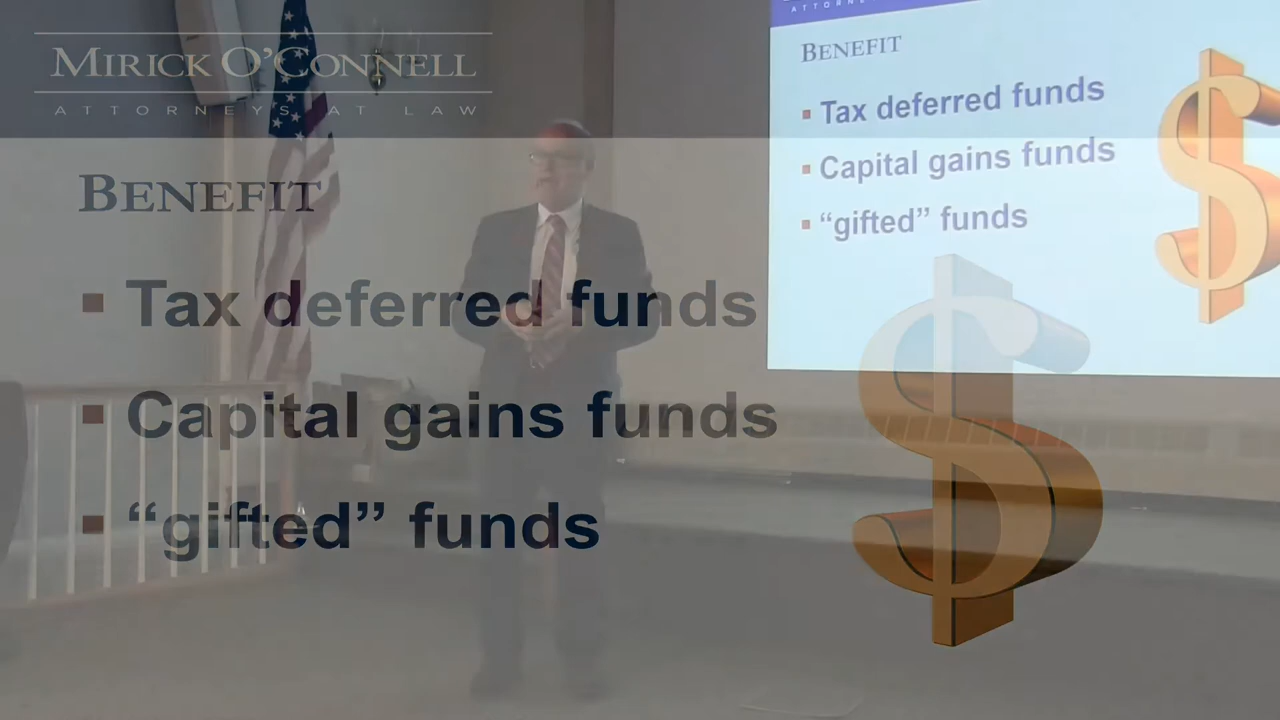 MIRICK O'CONNELL
ATTORNEYS AT LAW
BENEFIT
▪ Tax deferred funds
▪ Capital gains funds
▪ “gifted” funds
BENEFIT
▪ Tax deferred funds
▪ Capital gains funds
▪ “gifted” funds